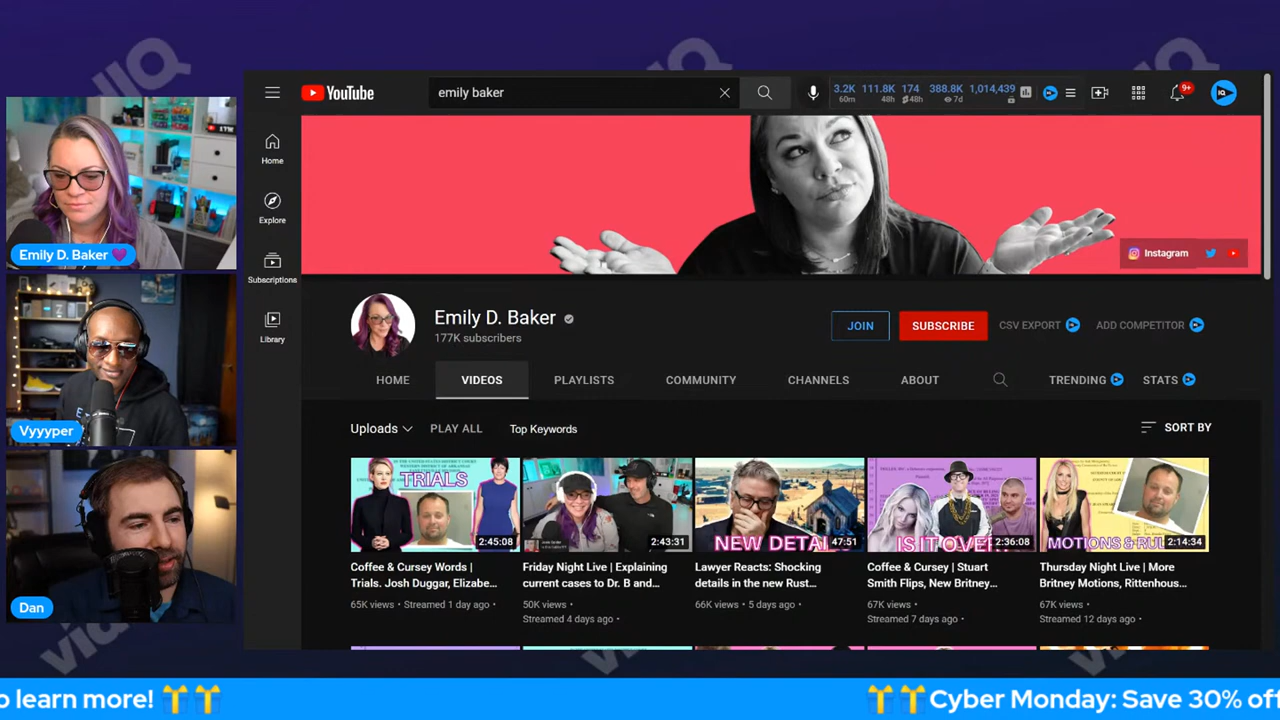 vidIQ
YouTube
emily baker
3.2K 111.8K 174 388.8K 1,014,439
60m 48h 48h 7d
9+
IQ
Home
Explore
Subscriptions
Library
Instagram
Emily D. Baker
177K subscribers
JOIN
SUBSCRIBE
CSV EXPORT
ADD COMPETITOR
HOME
VIDEOS
PLAYLISTS
COMMUNITY
CHANNELS
ABOUT
TRENDING
STATS
Uploads
PLAY ALL
Top Keywords
SORT BY
TRIALS
2:45:08
2:43:31
NEW DETAI
47:51
IS IT OVER
2:36:08
MOTIONS & RUL
2:14:34
Coffee & Cursey Words |
Trials. Josh Duggar, Elizabe...
65K views • Streamed 1 day ago •
Friday Night Live | Explaining
current cases to Dr. B and...
50K views •
Streamed 4 days ago •
Lawyer Reacts: Shocking
details in the new Rust...
66K views • 5 days ago •
Coffee & Cursey | Stuart
Smith Flips, New Britney...
67K views •
Streamed 7 days ago •
Thursday Night Live | More
Britney Motions, Rittenhous...
67K views •
Streamed 12 days ago •
Emily D. Baker 💜
Vyyyper
Dan
o learn more! 🎁🎁
🎁🎁Cyber Monday: Save 30% off